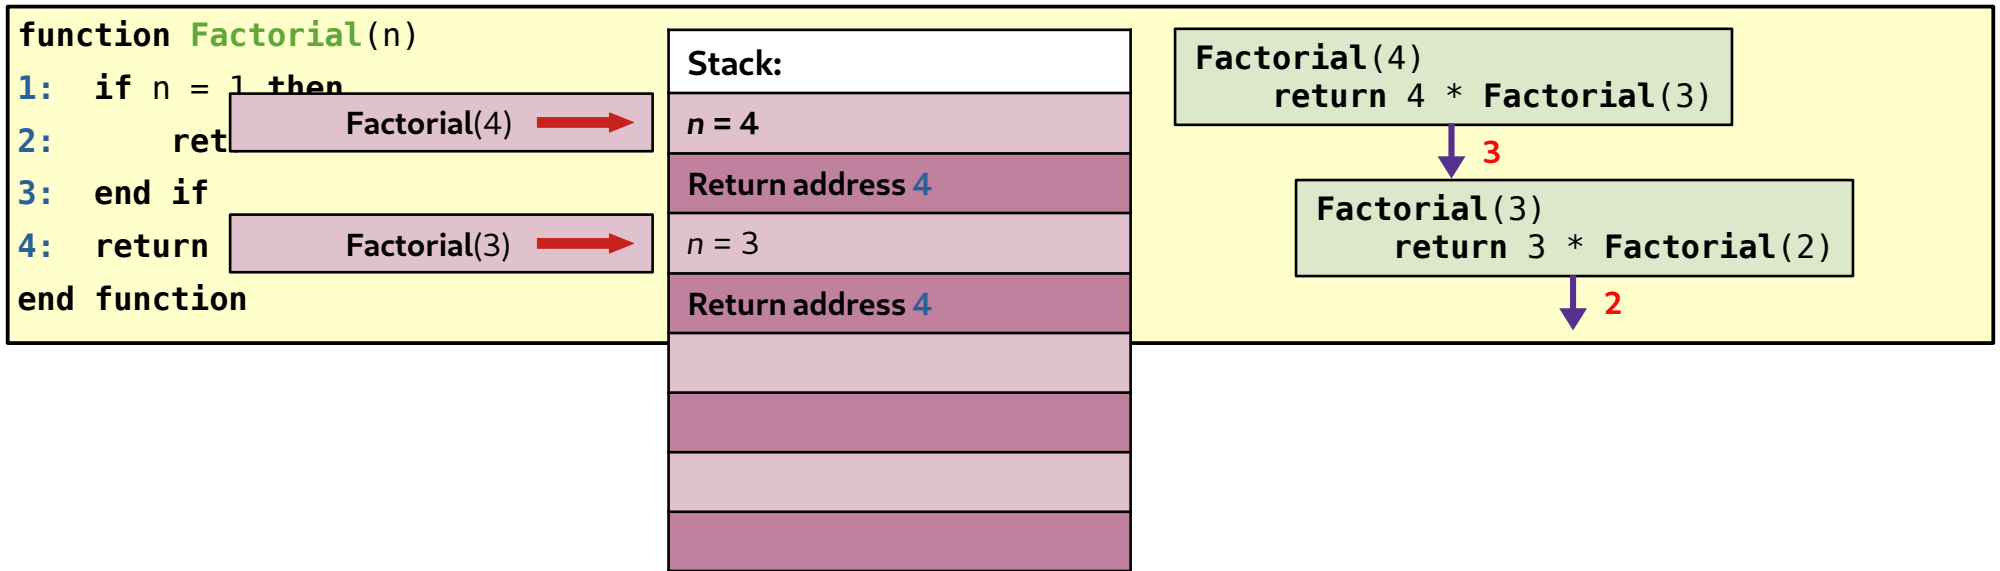 function Factorial(n)
1: if n = 1 then
2: ret
3: end if
4: return
end function
Factorial(4)
Factorial(3)
Stack:
n = 4
Return address 4
n = 3
Return address 4
Factorial(4)
return 4 * Factorial(3)
3
Factorial(3)
return 3 * Factorial(2)
2